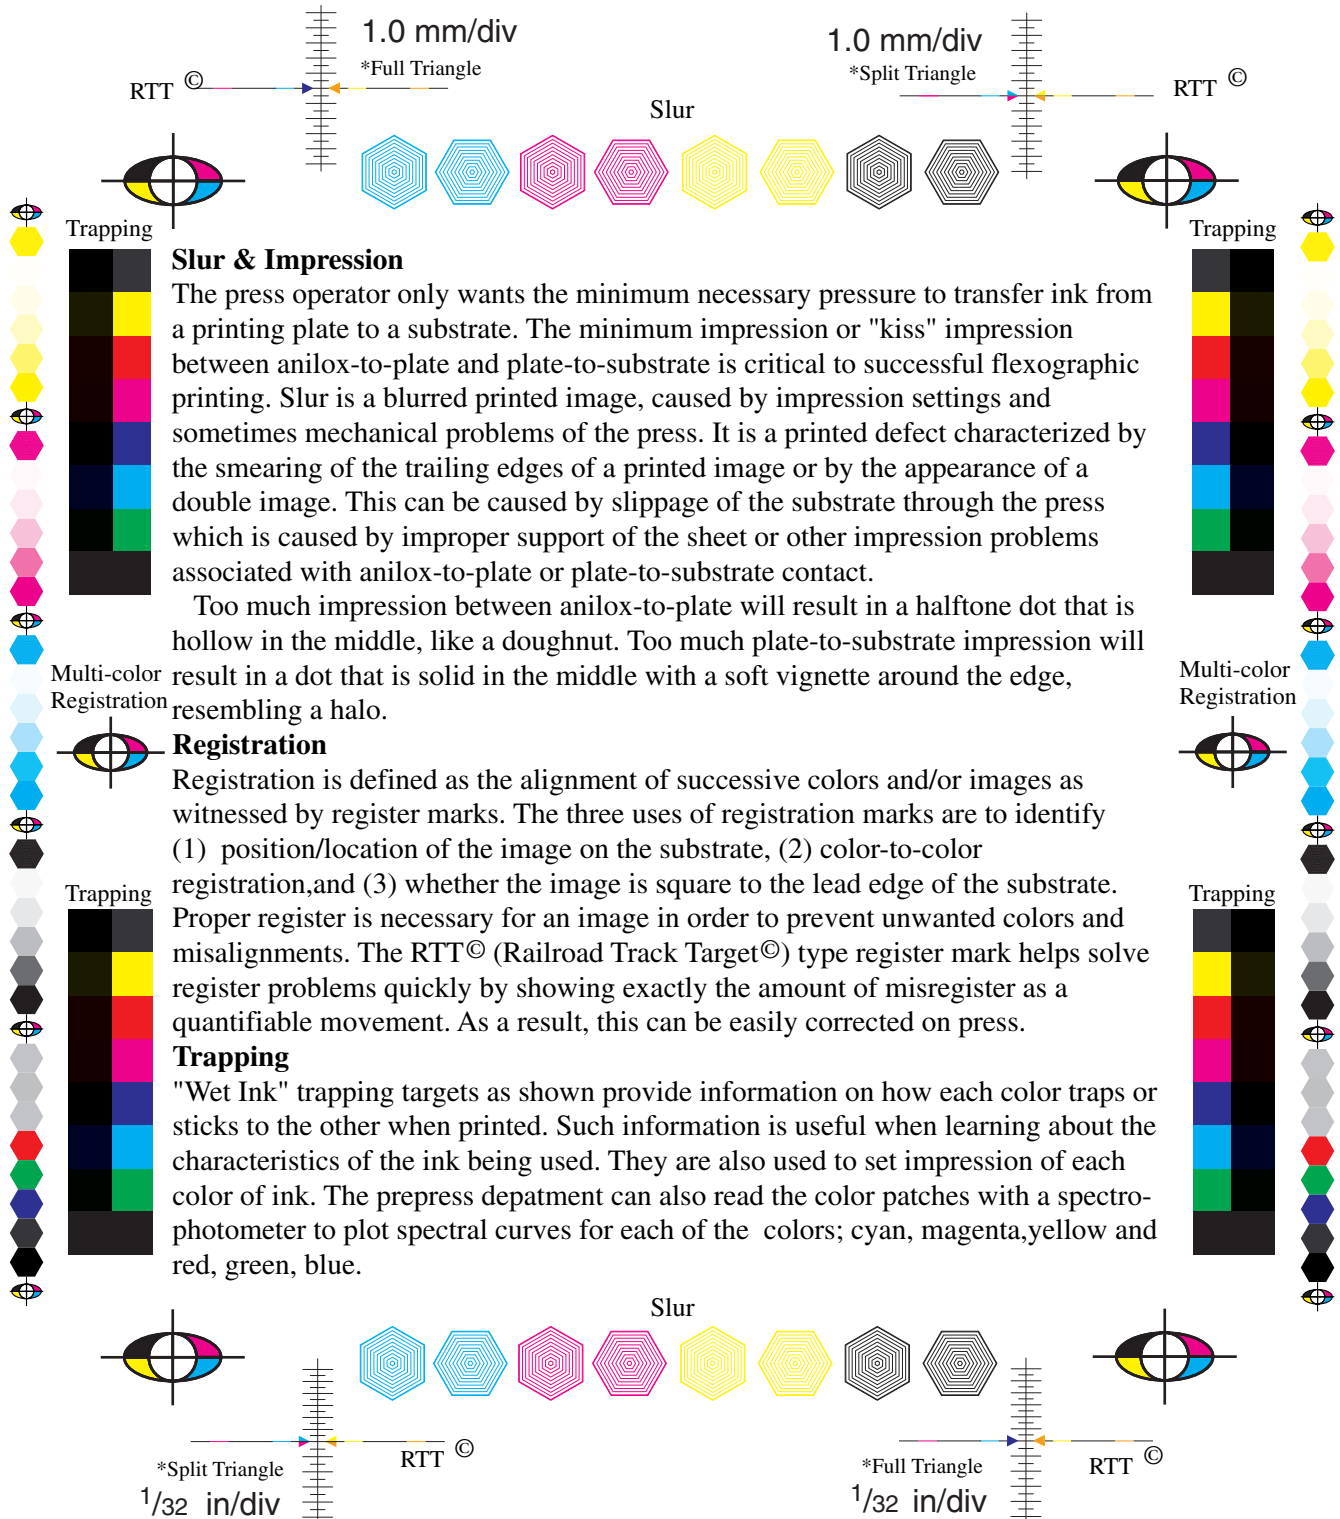 1.0 mm/div
*Full Triangle
RTT ©
1.0 mm/div
*Split Triangle
RTT ©
Slur
Trapping
Trapping
Slur & Impression
The press operator only wants the minimum necessary pressure to transfer ink from
a printing plate to a substrate. The minimum impression or "kiss" impression
between anilox-to-plate and plate-to-substrate is critical to successful flexographic
printing. Slur is a blurred printed image, caused by impression settings and
sometimes mechanical problems of the press. It is a printed defect characterized by
the smearing of the trailing edges of a printed image or by the appearance of a
double image. This can be caused by slippage of the substrate through the press
which is caused by improper support of the sheet or other impression problems
associated with anilox-to-plate or plate-to-substrate contact.
Too much impression between anilox-to-plate will result in a halftone dot that is
hollow in the middle, like a doughnut. Too much plate-to-substrate impression will
result in a dot that is solid in the middle with a soft vignette around the edge,
resembling a halo.
Multi-color
Registration
Multi-color
Registration
Registration
Registration is defined as the alignment of successive colors and/or images as
witnessed by register marks. The three uses of registration marks are to identify
(1) position/location of the image on the substrate, (2) color-to-color
registration,and (3) whether the image is square to the lead edge of the substrate.
Proper register is necessary for an image in order to prevent unwanted colors and
misalignments. The RTT© (Railroad Track Target©) type register mark helps solve
register problems quickly by showing exactly the amount of misregister as a
quantifiable movement. As a result, this can be easily corrected on press.
Trapping
Trapping
Trapping
"Wet Ink" trapping targets as shown provide information on how each color traps or
sticks to the other when printed. Such information is useful when learning about the
characteristics of the ink being used. They are also used to set impression of each
color of ink. The prepress depatment can also read the color patches with a spectro-
photometer to plot spectral curves for each of the colors; cyan, magenta,yellow and
red, green, blue.
Slur
RTT ©
*Split Triangle
1/32 in/div
*Full Triangle
RTT ©
1/32 in/div